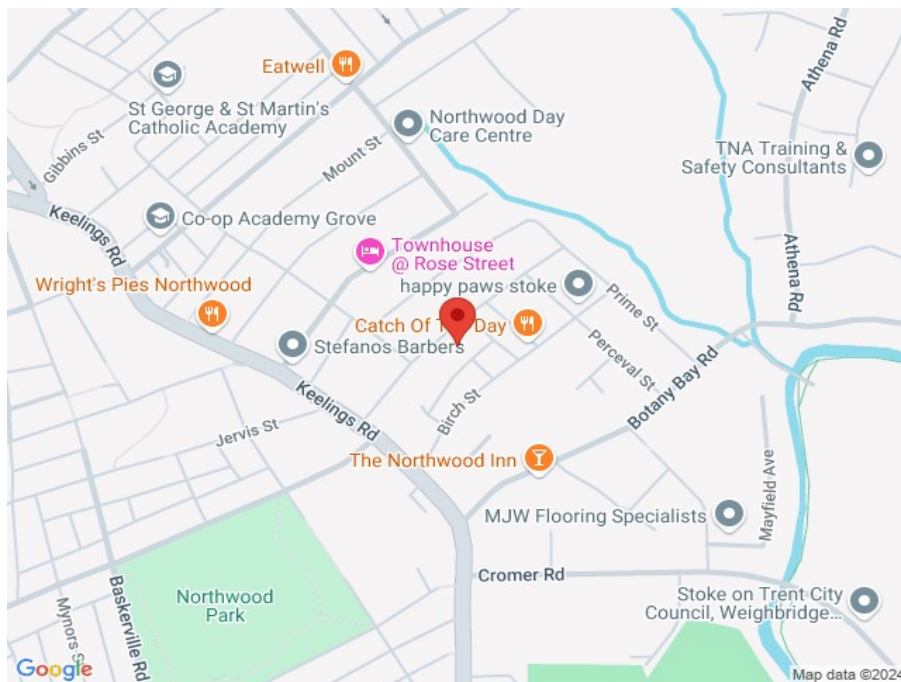 Eatwell
St George & St Martin's
Catholic Academy
Gibbins St
Mount St
Northwood Day
Care Centre
Athena Rd
TNA Training &
Safety Consultants
Keelings Rd
Co-op Academy Grove
Townhouse
@ Rose Street
happy paws stoke
Athena Rd
Wright's Pies Northwood
Prime St
Catch Of The Day
Stefanos Barbers
Perceval St
Botany Bay Rd
Keelings Rd
Birch St
Jervis St
The Northwood Inn
MJW Flooring Specialists
Mayfield Ave
Cromer Rd
Northwood
Park
Baskerville Rd
Mynors St
Stoke on Trent City
Council, Weighbridge...
Google
Map data ©2024